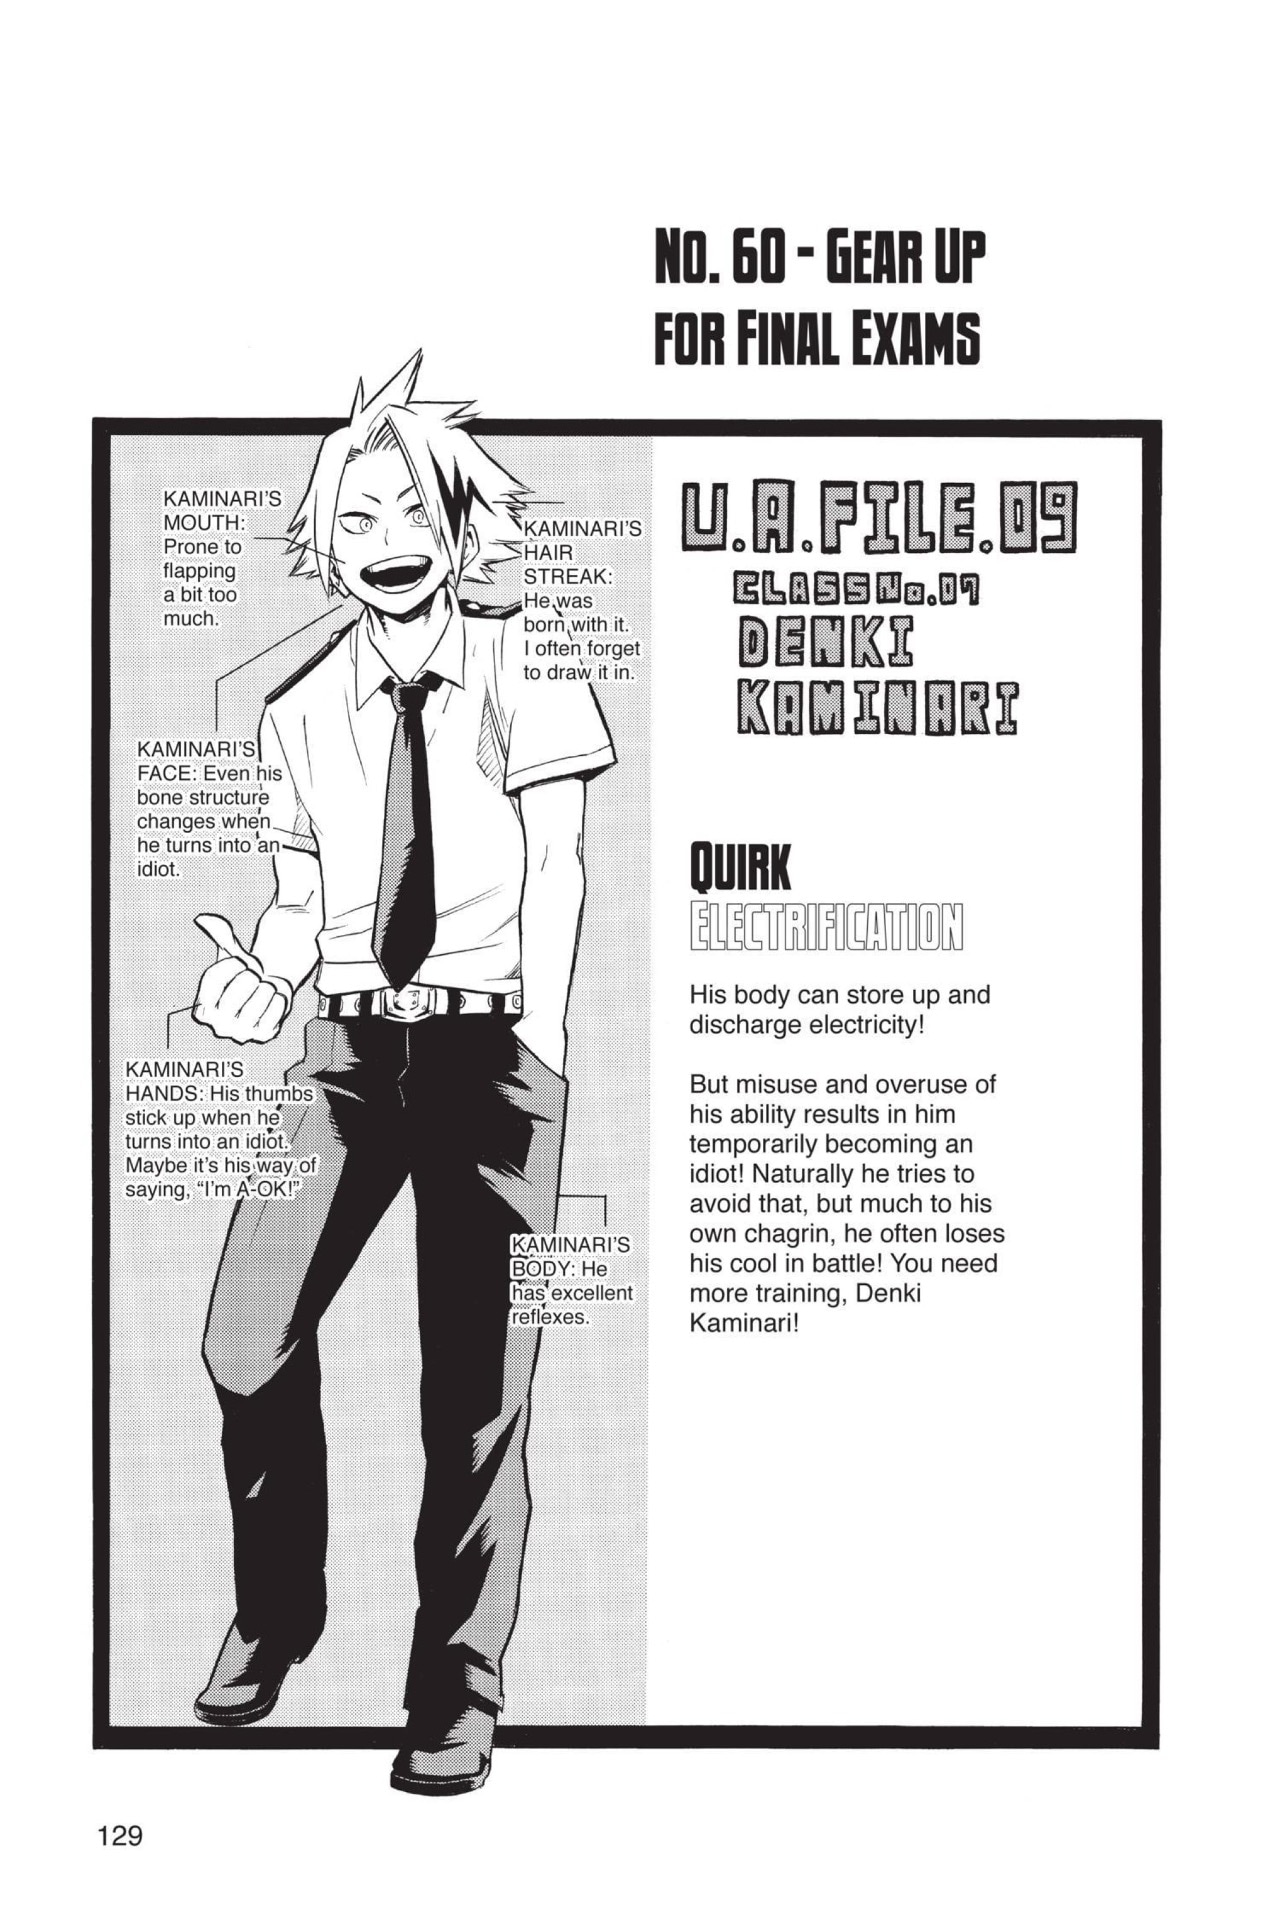 No. 60 - Gear Up
for Final Exams
U.A.FILE.09
CLASS No.07
DENKI
KAMINARI
KAMINARI'S
MOUTH:
Prone to
flapping
a bit too
much.
KAMINARI'S
HAIR
STREAK:
He was
born with it.
I often forget
to draw it in.
KAMINARI'S
FACE: Even his
bone structure
changes when
he turns into an
idiot.
KAMINARI'S
HANDS: His thumbs
stick up when he
turns into an idiot.
Maybe it's his way of
saying, “I'm A-OK!”
KAMINARI'S
BODY: He
has excellent
reflexes.
Quirk
Electrification
His body can store up and
discharge electricity!
But misuse and overuse of
his ability results in him
temporarily becoming an
idiot! Naturally he tries to
avoid that, but much to his
own chagrin, he often loses
his cool in battle! You need
more training, Denki
Kaminari!
129